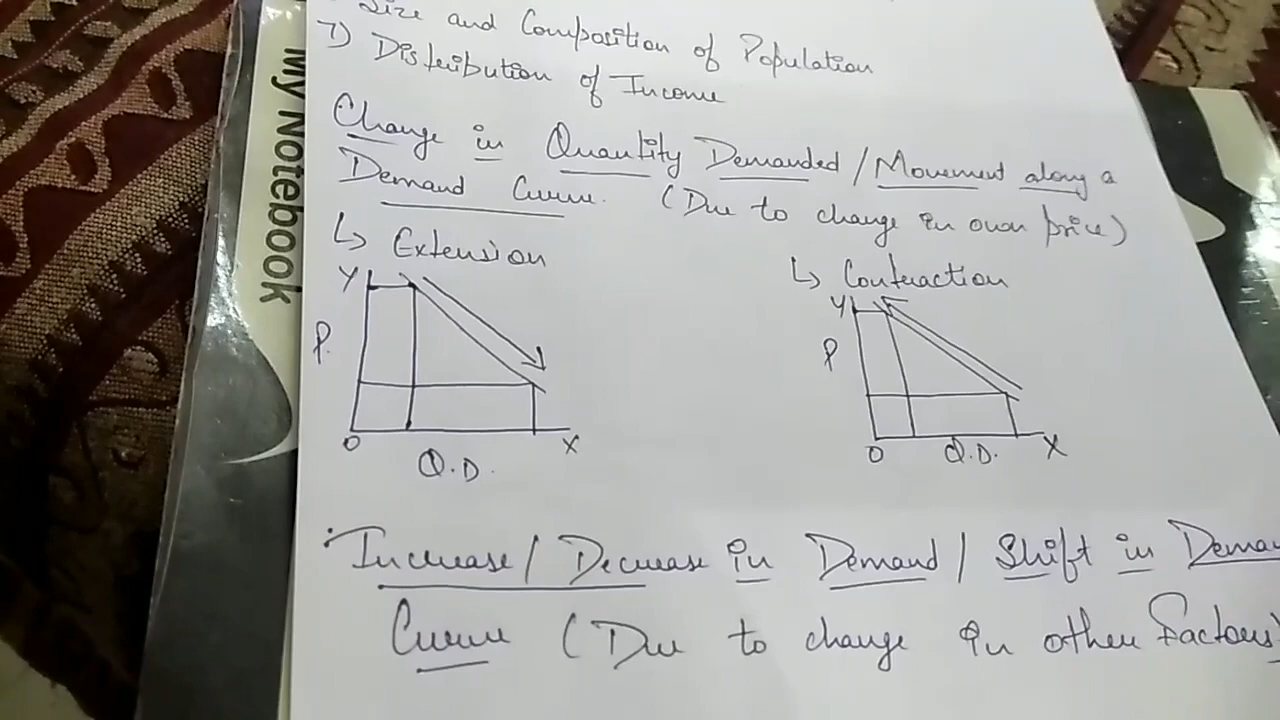 Size and Composition of Population
7) Distribution of Income
Change in Quantity Demanded / Movement along a
Demand Curve. (Due to change in own price)
↳ Extension
↳ Contraction
Y
P.
O
Q.D.
X
Y
P
O
Q.D.
X
Increase / Decrease in Demand / Shift in Deman
Curve (Due to change in other Factors)
My Notebook